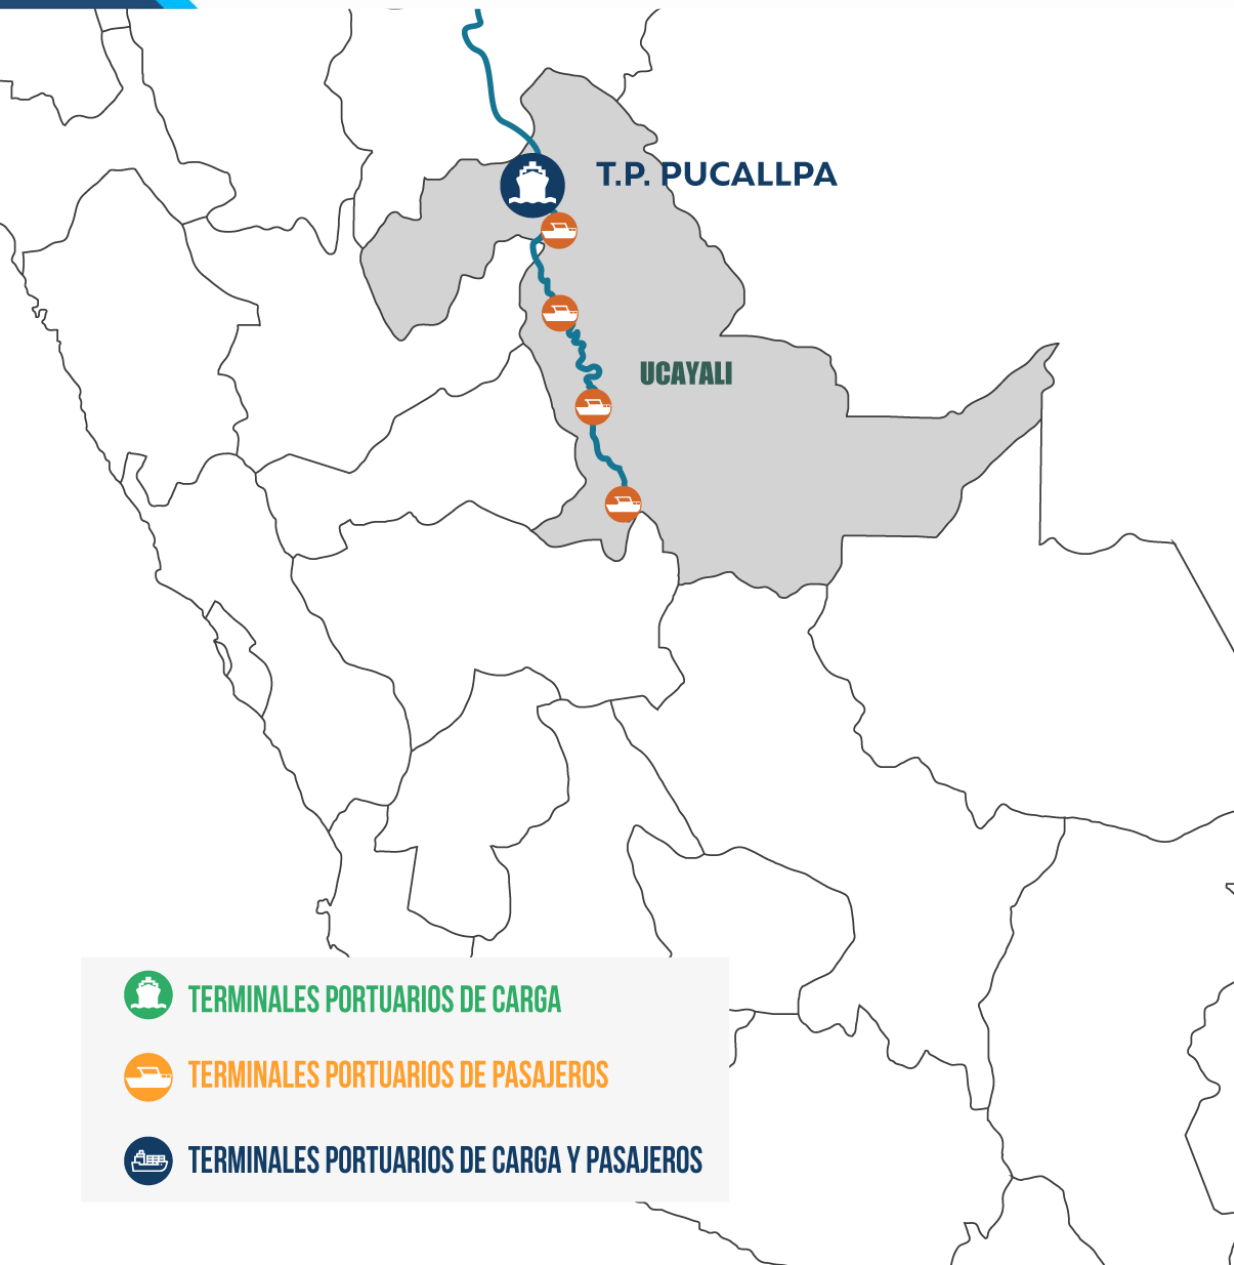 T.P. PUCALLPA
UCAYALI
TERMINALES PORTUARIOS DE CARGA
TERMINALES PORTUARIOS DE PASAJEROS
TERMINALES PORTUARIOS DE CARGA Y PASAJEROS